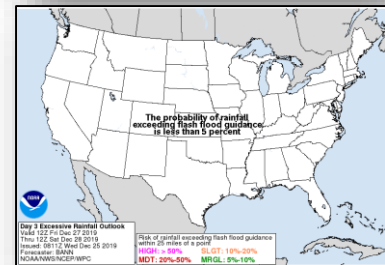 The probability of rainfall
exceeding flash flood guidance
is less than 5 percent
NOAA
Day 3 Excessive Rainfall Outlook
Valid 12Z Fri Dec 27 2019
Thru 12Z Sat Dec 28 2019
Issued: 0811Z Wed Dec 25 2019
Forecaster: BANN
NOAA/NWS/NCEP/WPC
Risk of rainfall exceeding flash flood guidance
within 25 miles of a point
HIGH: > 50% SLGT: 10%-20%
MDT: 20%-50% MRGL: 5%-10%